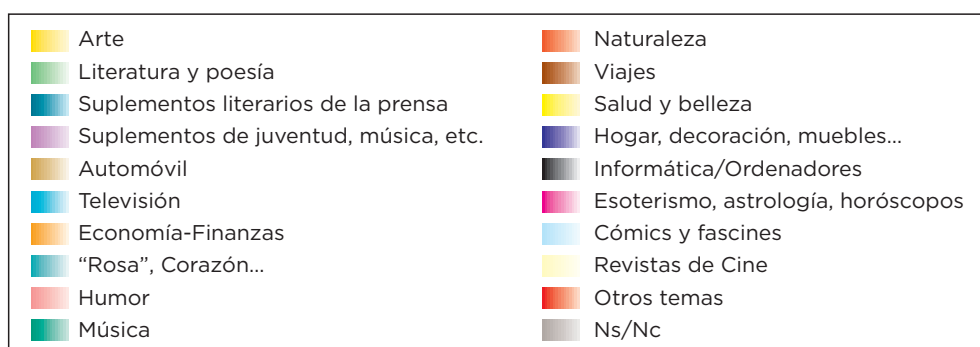 Arte
Literatura y poesía
Suplementos literarios de la prensa
Suplementos de juventud, música, etc.
Automóvil
Televisión
Economía-Finanzas
“Rosa”, Corazón...
Humor
Música
Naturaleza
Viajes
Salud y belleza
Hogar, decoración, muebles...
Informática/Ordenadores
Esoterismo, astrología, horóscopos
Cómics y fascines
Revistas de Cine
Otros temas
Ns/Nc